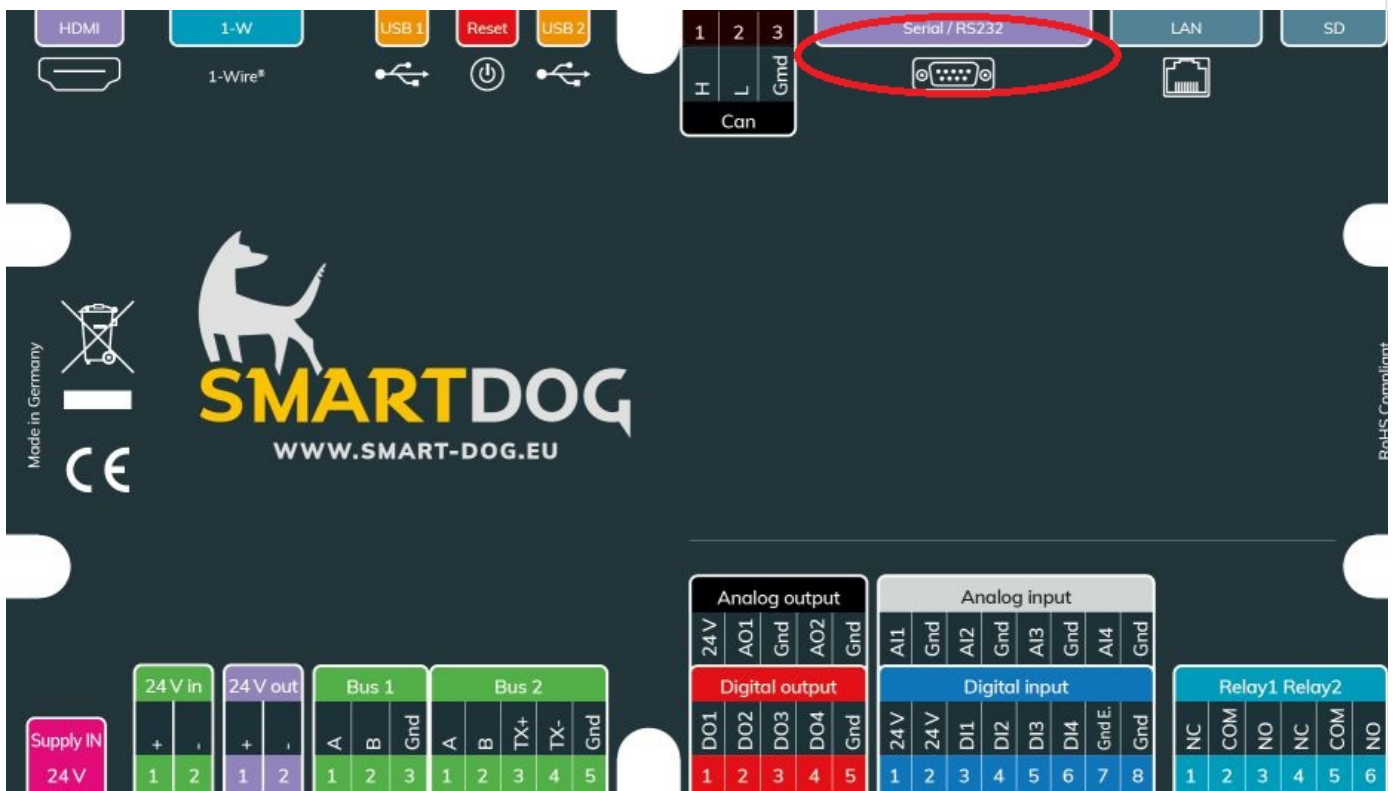 HDMI 1-W USB 1 Reset USB 2 1 2 3 Serial / RS232 LAN SD
1-Wire® H L Gmd
Can
Made in Germany
CE
SMARTDOG
WWW.SMART-DOG.EU
RoHS Compliant
Analog output Analog input
24 V AO1 Gnd AO2 Gnd AI1 Gnd AI2 Gnd AI3 Gnd AI4 Gnd
24 V in 24 V out Bus 1 Bus 2 Digital output Digital input Relay1 Relay2
Supply IN + - + - A B Gnd A B TX+ TX- Gnd DO1 DO2 DO3 DO4 Gnd 24 V 24 V DI1 DI2 DI3 DI4 Gnd E. Gnd NC COM NO NC COM NO
24 V 1 2 1 2 1 2 3 1 2 3 4 5 1 2 3 4 5 1 2 3 4 5 6 7 8 1 2 3 4 5 6